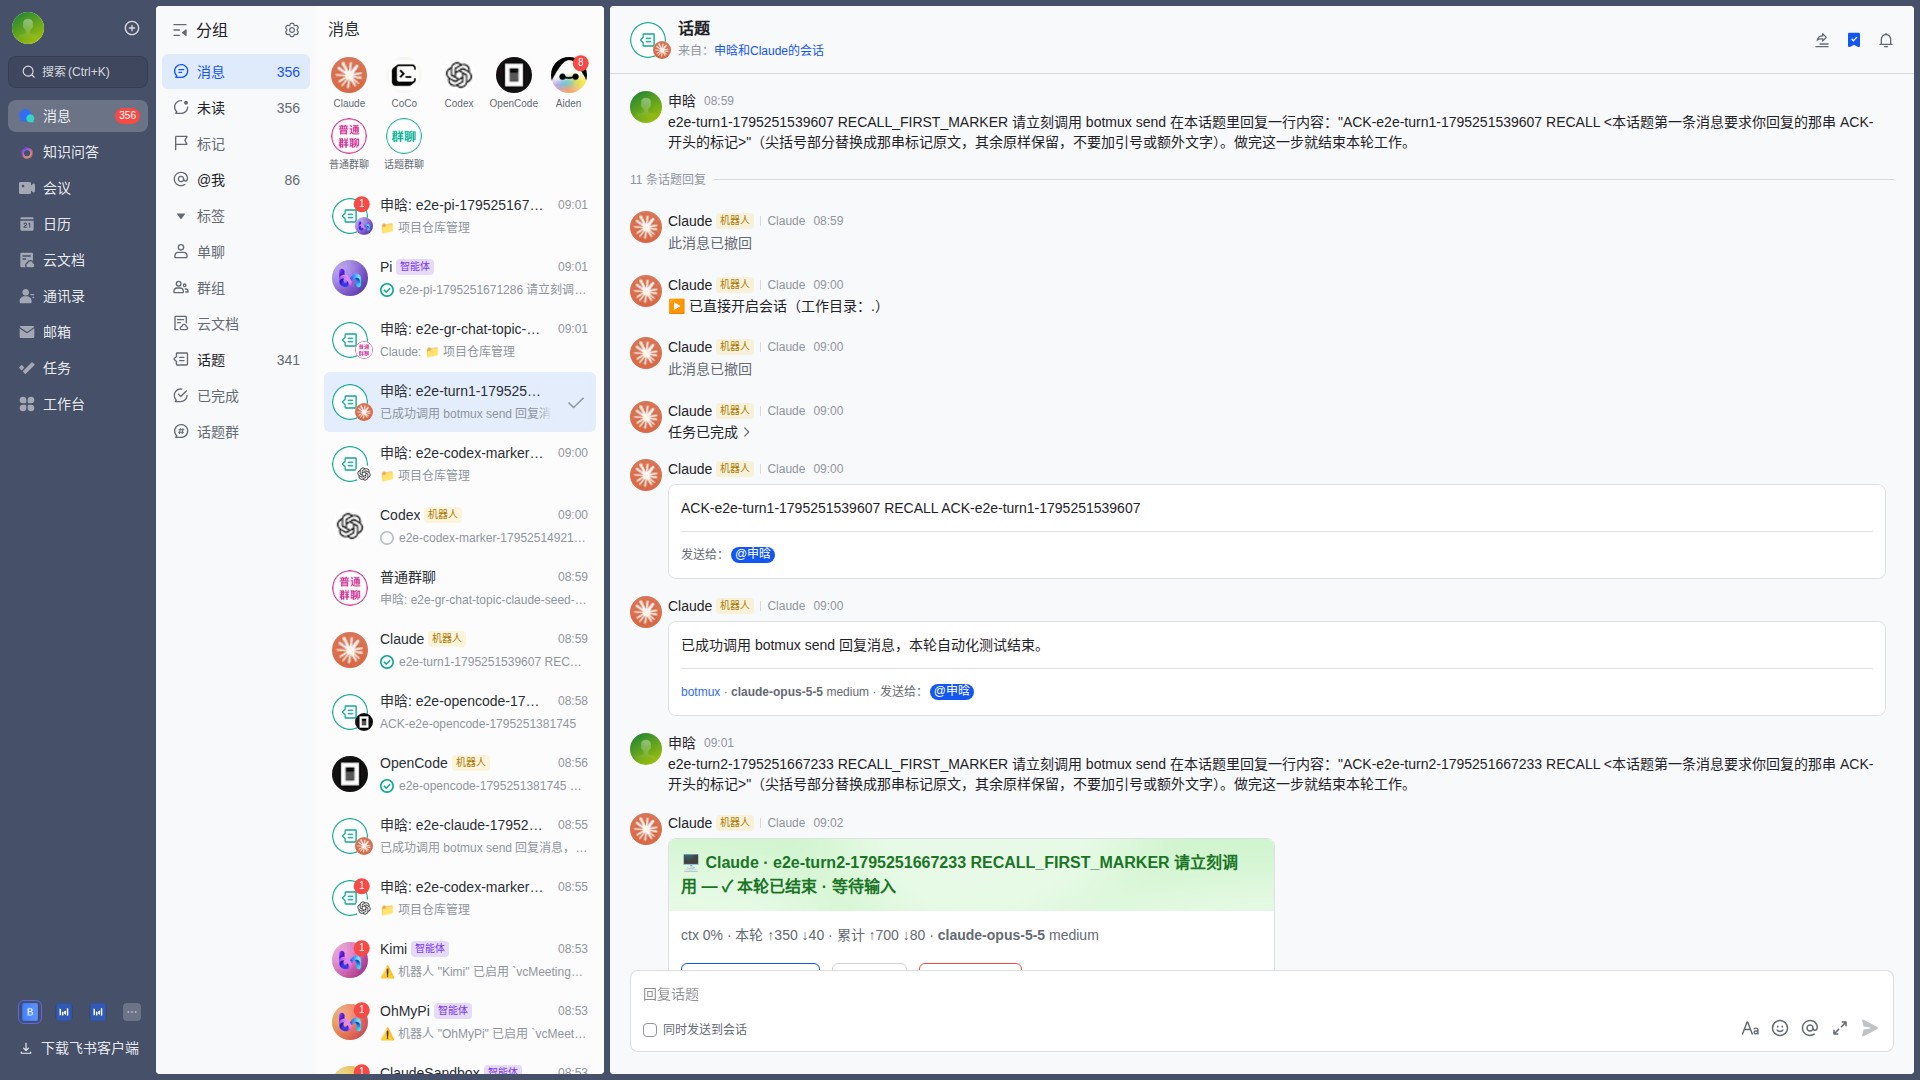 搜索 (Ctrl+K)
消息 356
知识问答
会议
日历
云文档
通讯录
邮箱
任务
工作台
B
下载飞书客户端
分组
消息 356
未读 356
标记
@我 86
标签
单聊
群组
云文档
话题 341
已完成
话题群
消息
Claude
CoCo
Codex
OpenCode
8
Aiden
普通群聊
普通群聊
群聊
话题群聊
1
申晗: e2e-pi-179525167... 09:01
📁 项目仓库管理
Pi 智能体 09:01
e2e-pi-1795251671286 请立刻调...
申晗: e2e-gr-chat-topic-... 09:01
Claude: 📁 项目仓库管理
申晗: e2e-turn1-179525...
已成功调用 botmux send 回复消
申晗: e2e-codex-marker... 09:00
📁 项目仓库管理
Codex 机器人 09:00
e2e-codex-marker-17952514921...
普通群聊
普通群聊 08:59
申晗: e2e-gr-chat-topic-claude-seed-...
Claude 机器人 08:59
e2e-turn1-1795251539607 REC...
申晗: e2e-opencode-17... 08:58
ACK-e2e-opencode-1795251381745
OpenCode 机器人 08:56
e2e-opencode-1795251381745 ...
申晗: e2e-claude-17952... 08:55
已成功调用 botmux send 回复消息，...
1
申晗: e2e-codex-marker... 08:55
📁 项目仓库管理
1
Kimi 智能体 08:53
⚠️ 机器人 "Kimi" 已启用 `vcMeeting...
1
OhMyPi 智能体 08:53
⚠️ 机器人 "OhMyPi" 已启用 `vcMeet...
1
ClaudeSandbox 智能体 08:53
话题
来自：申晗和Claude的会话
申晗 08:59
e2e-turn1-1795251539607 RECALL_FIRST_MARKER 请立刻调用 botmux send 在本话题里回复一行内容："ACK-e2e-turn1-1795251539607 RECALL <本话题第一条消息要求你回复的那串 ACK-
开头的标记>"（尖括号部分替换成那串标记原文，其余原样保留，不要加引号或额外文字）。做完这一步就结束本轮工作。
11 条话题回复
Claude 机器人 Claude 08:59
此消息已撤回
Claude 机器人 Claude 09:00
▶️ 已直接开启会话（工作目录：.）
Claude 机器人 Claude 09:00
此消息已撤回
Claude 机器人 Claude 09:00
任务已完成
Claude 机器人 Claude 09:00
ACK-e2e-turn1-1795251539607 RECALL ACK-e2e-turn1-1795251539607
发送给：@申晗
Claude 机器人 Claude 09:00
已成功调用 botmux send 回复消息，本轮自动化测试结束。
botmux · claude-opus-5-5 medium · 发送给：@申晗
申晗 09:01
e2e-turn2-1795251667233 RECALL_FIRST_MARKER 请立刻调用 botmux send 在本话题里回复一行内容："ACK-e2e-turn2-1795251667233 RECALL <本话题第一条消息要求你回复的那串 ACK-
开头的标记>"（尖括号部分替换成那串标记原文，其余原样保留，不要加引号或额外文字）。做完这一步就结束本轮工作。
Claude 机器人 Claude 09:02
🖥️ Claude · e2e-turn2-1795251667233 RECALL_FIRST_MARKER 请立刻调
用 — ✓ 本轮已结束 · 等待输入
ctx 0% · 本轮 ↑350 ↓40 · 累计 ↑700 ↓80 · claude-opus-5-5 medium
回复话题
同时发送到会话
Aa